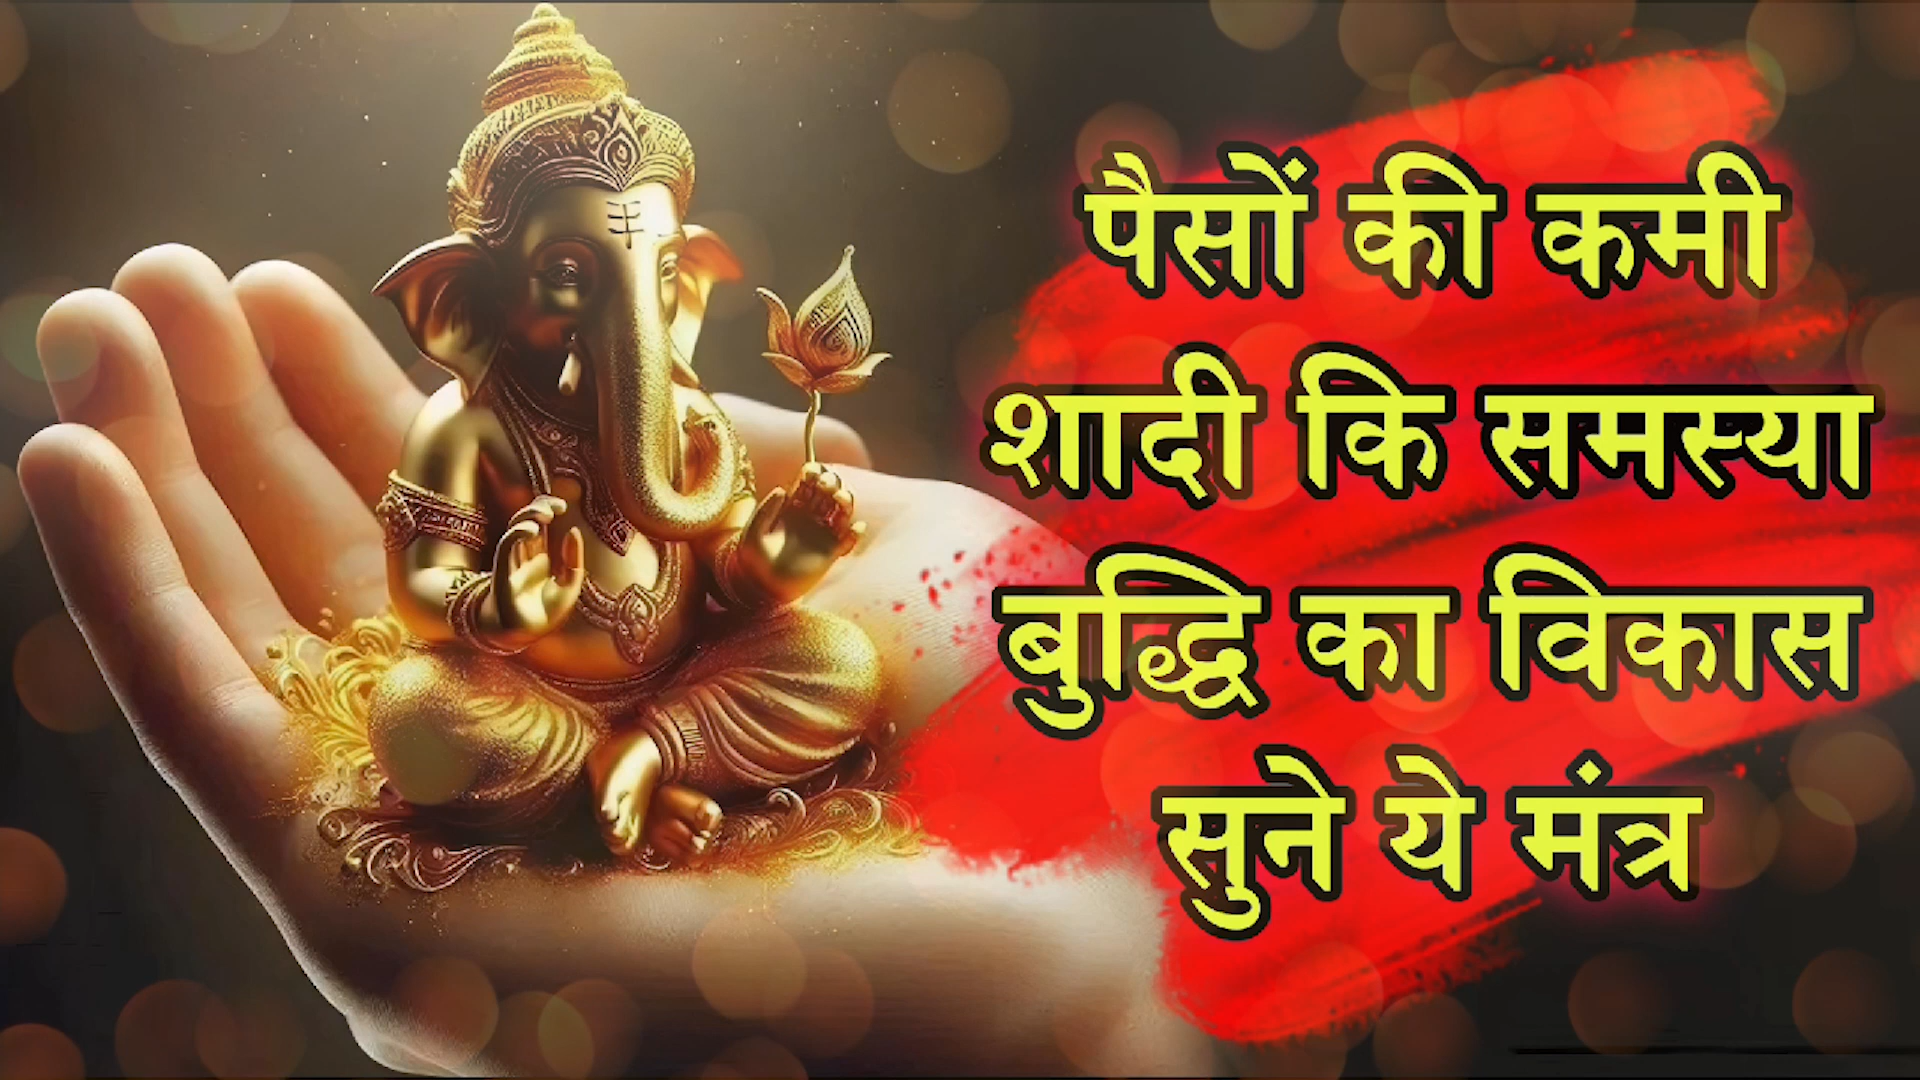 पैसों की कमी
शादी कि समस्या
बुद्धि का विकास
सुने ये मंत्र